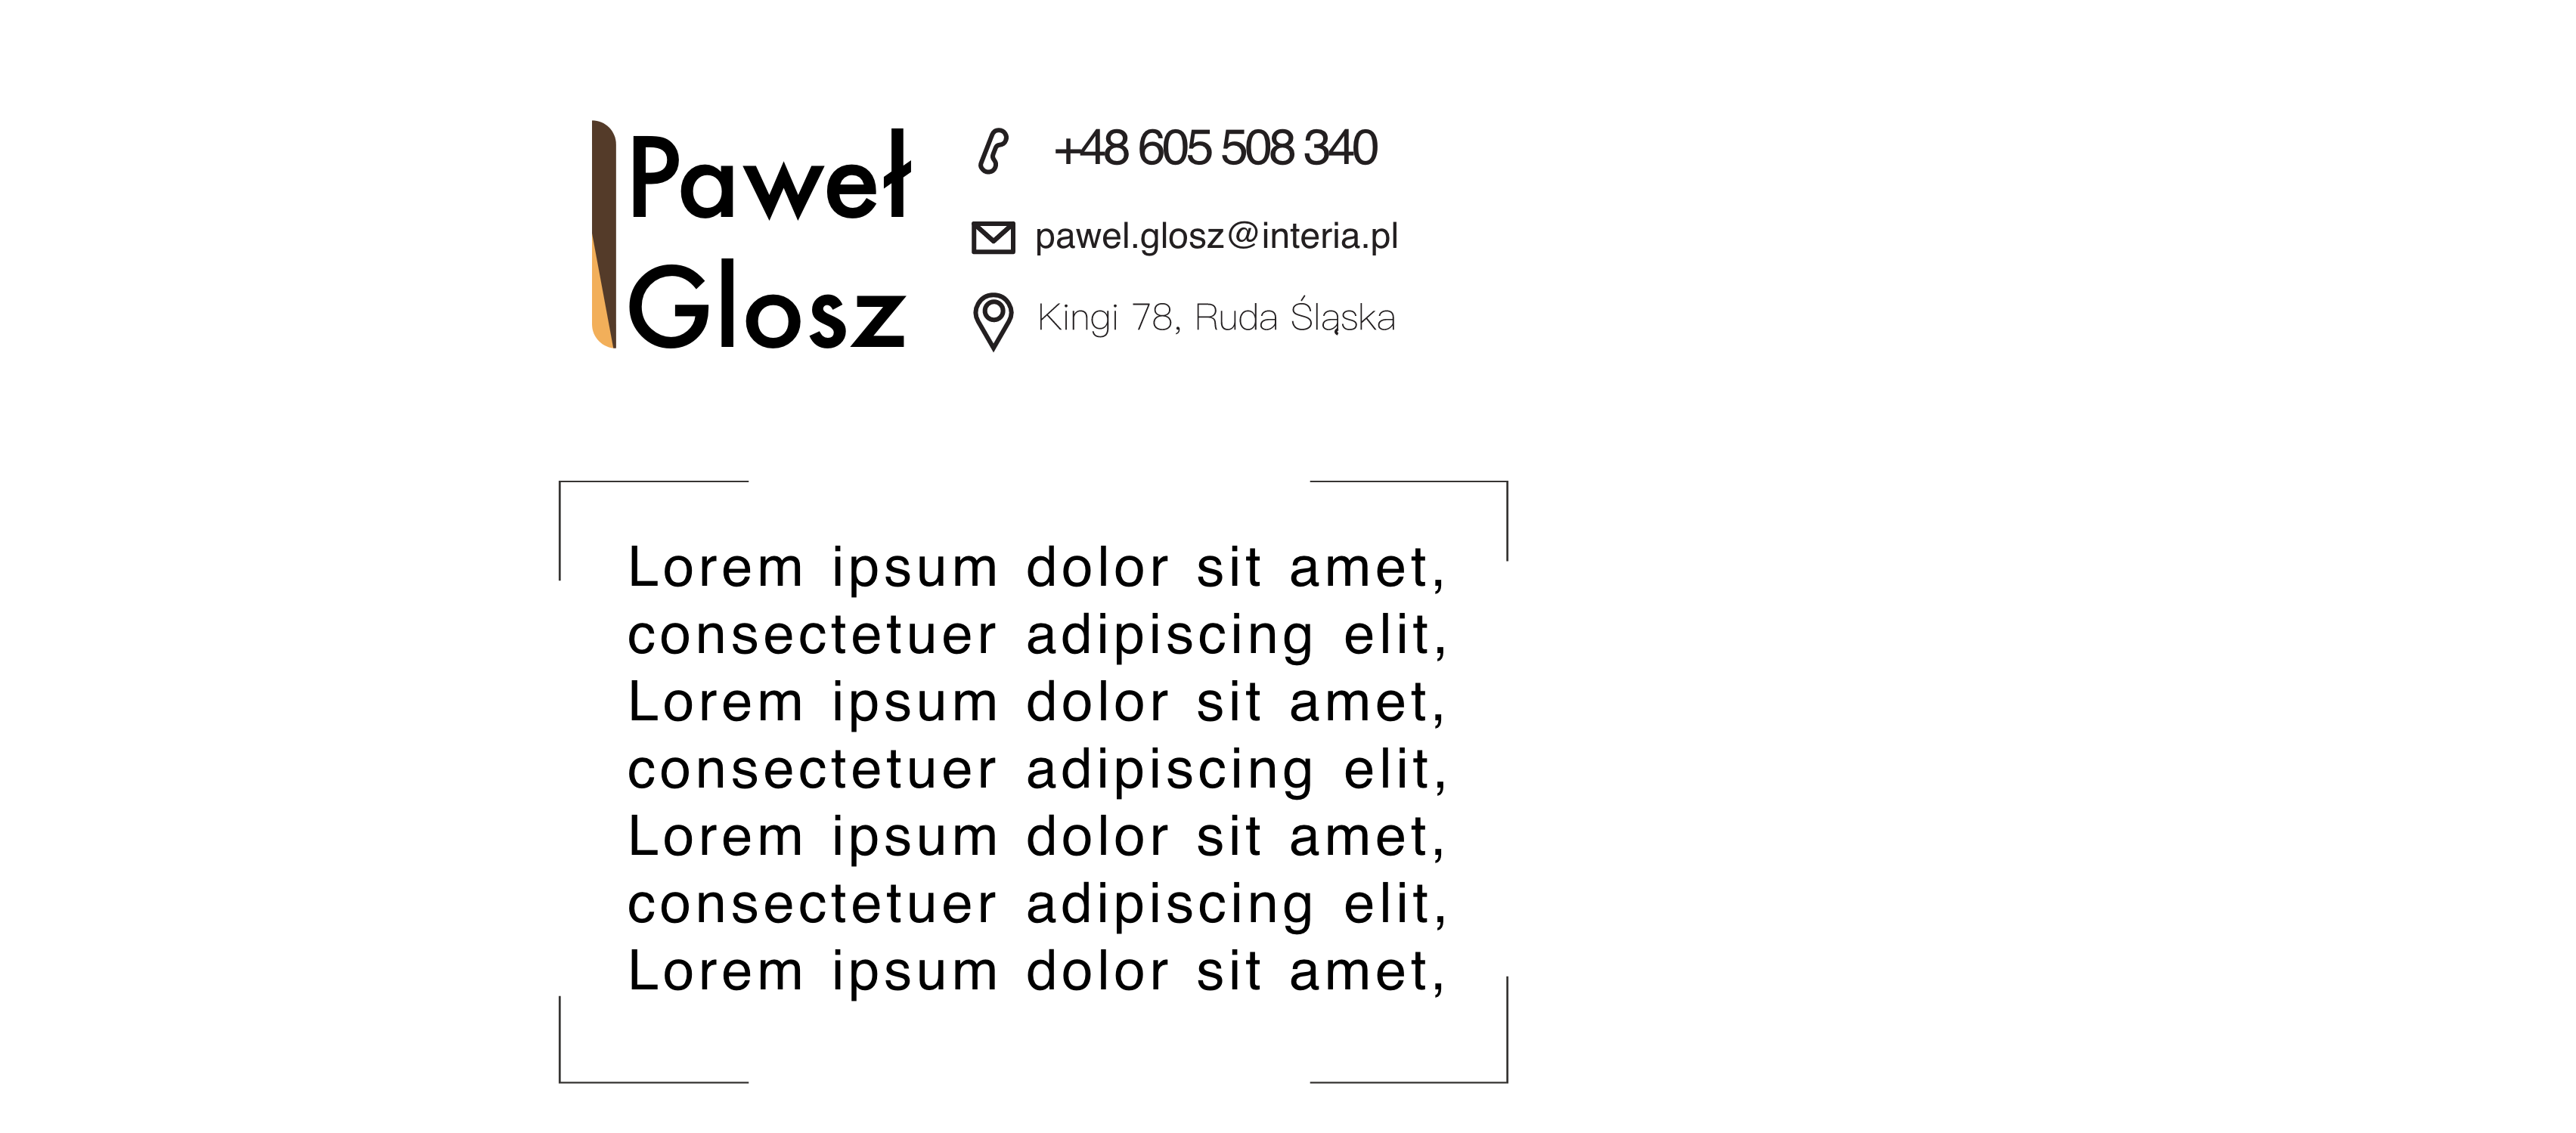 Paweł
Glosz
+48 605 508 340
pawel.glosz@interia.pl
Kingi 78, Ruda Śląska
Lorem ipsum dolor sit amet,
consectetuer adipiscing elit,
Lorem ipsum dolor sit amet,
consectetuer adipiscing elit,
Lorem ipsum dolor sit amet,
consectetuer adipiscing elit,
Lorem ipsum dolor sit amet,